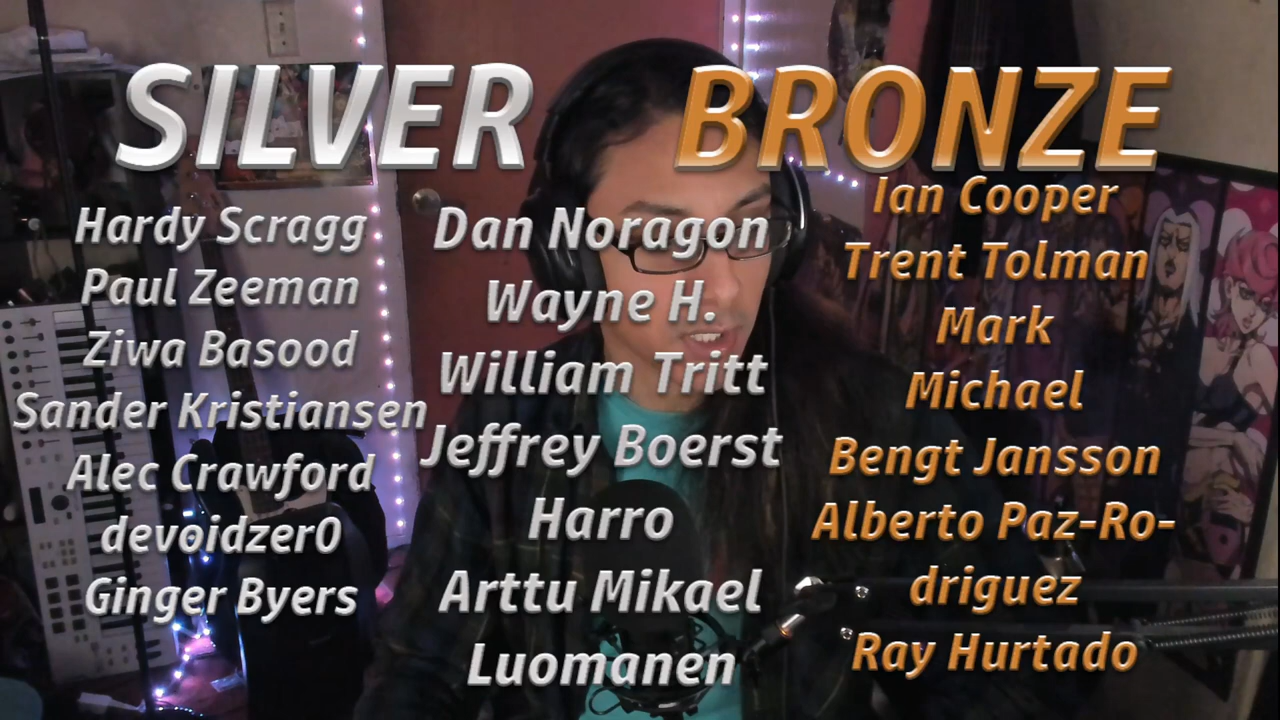 SILVER
BRONZE
Hardy Scragg
Paul Zeeman
Ziwa Basood
Sander Kristiansen
Alec Crawford
devoidzer0
Ginger Byers
Dan Noragon
Wayne H.
William Tritt
Jeffrey Boerst
Harro
Arttu Mikael
Luomanen
Ian Cooper
Trent Tolman
Mark
Michael
Bengt Jansson
Alberto Paz-Ro-
driguez
Ray Hurtado